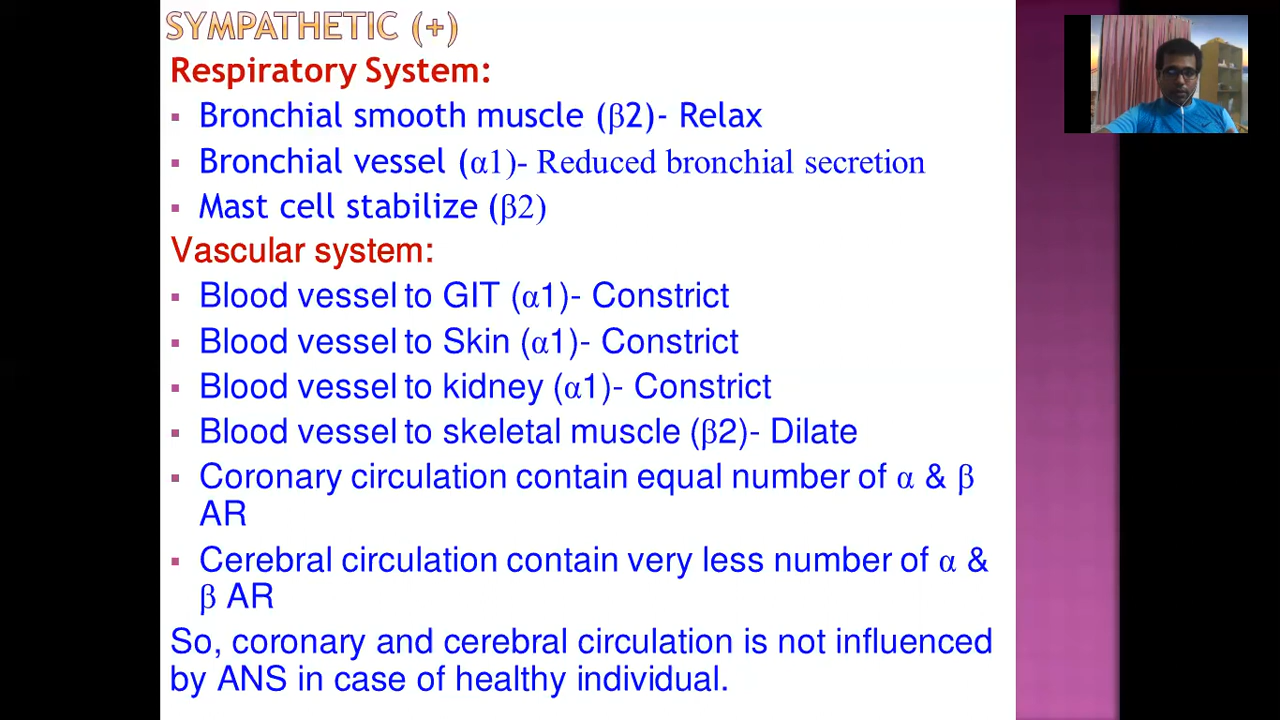 SYMPATHETIC (+)
Respiratory System:
▪ Bronchial smooth muscle (β2)- Relax
▪ Bronchial vessel (α1)- Reduced bronchial secretion
▪ Mast cell stabilize (β2)
Vascular system:
▪ Blood vessel to GIT (α1)- Constrict
▪ Blood vessel to Skin (α1)- Constrict
▪ Blood vessel to kidney (α1)- Constrict
▪ Blood vessel to skeletal muscle (β2)- Dilate
▪ Coronary circulation contain equal number of α & β
AR
▪ Cerebral circulation contain very less number of α &
β AR
So, coronary and cerebral circulation is not influenced
by ANS in case of healthy individual.